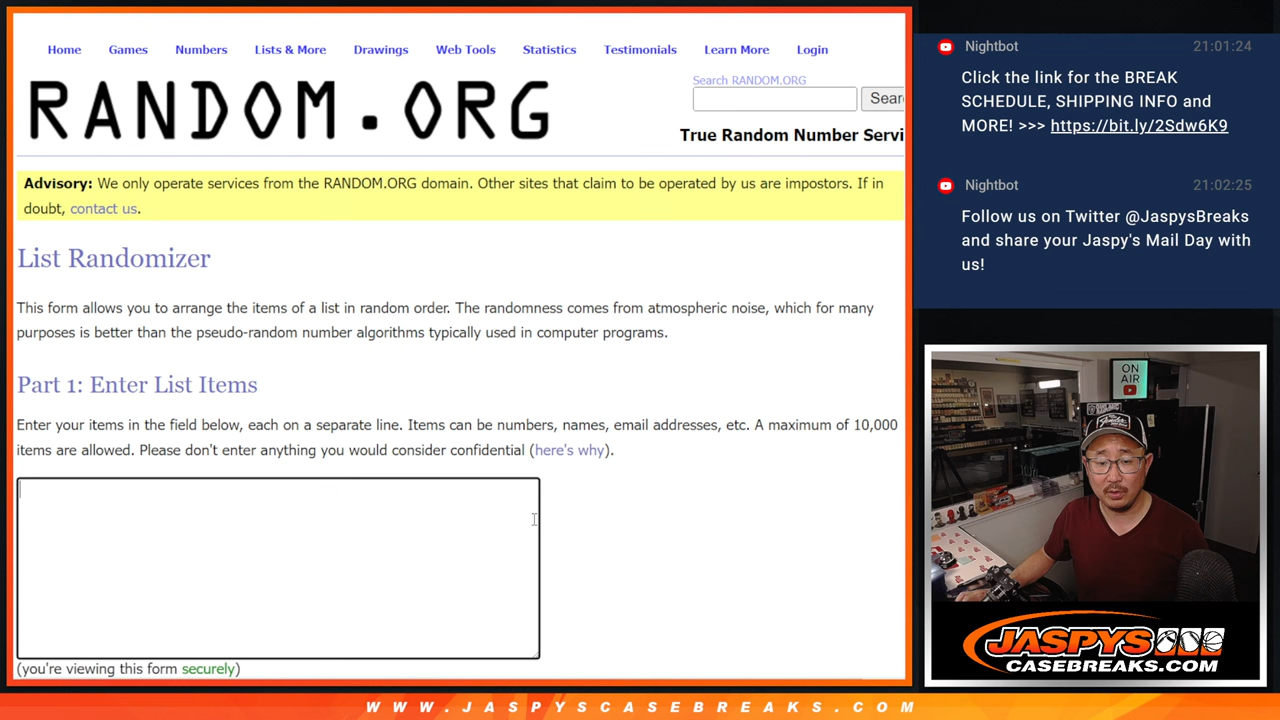 Home Games Numbers Lists & More Drawings Web Tools Statistics Testimonials Learn More Login
RANDOM.ORG
Search RANDOM.ORG
Sear
True Random Number Servi
Advisory: We only operate services from the RANDOM.ORG domain. Other sites that claim to be operated by us are impostors. If in
doubt, contact us.
List Randomizer
This form allows you to arrange the items of a list in random order. The randomness comes from atmospheric noise, which for many
purposes is better than the pseudo-random number algorithms typically used in computer programs.
Part 1: Enter List Items
Enter your items in the field below, each on a separate line. Items can be numbers, names, email addresses, etc. A maximum of 10,000
items are allowed. Please don't enter anything you would consider confidential (here's why).
(you're viewing this form securely)
Nightbot 21:01:24
Click the link for the BREAK
SCHEDULE, SHIPPING INFO and
MORE! >>> https://bit.ly/2Sdw6K9
Nightbot 21:02:25
Follow us on Twitter @JaspysBreaks
and share your Jaspy's Mail Day with
us!
ON
AIR
JASPYS
CASEBREAKS.COM
WWW.JASPYSCASEBREAKS.COM